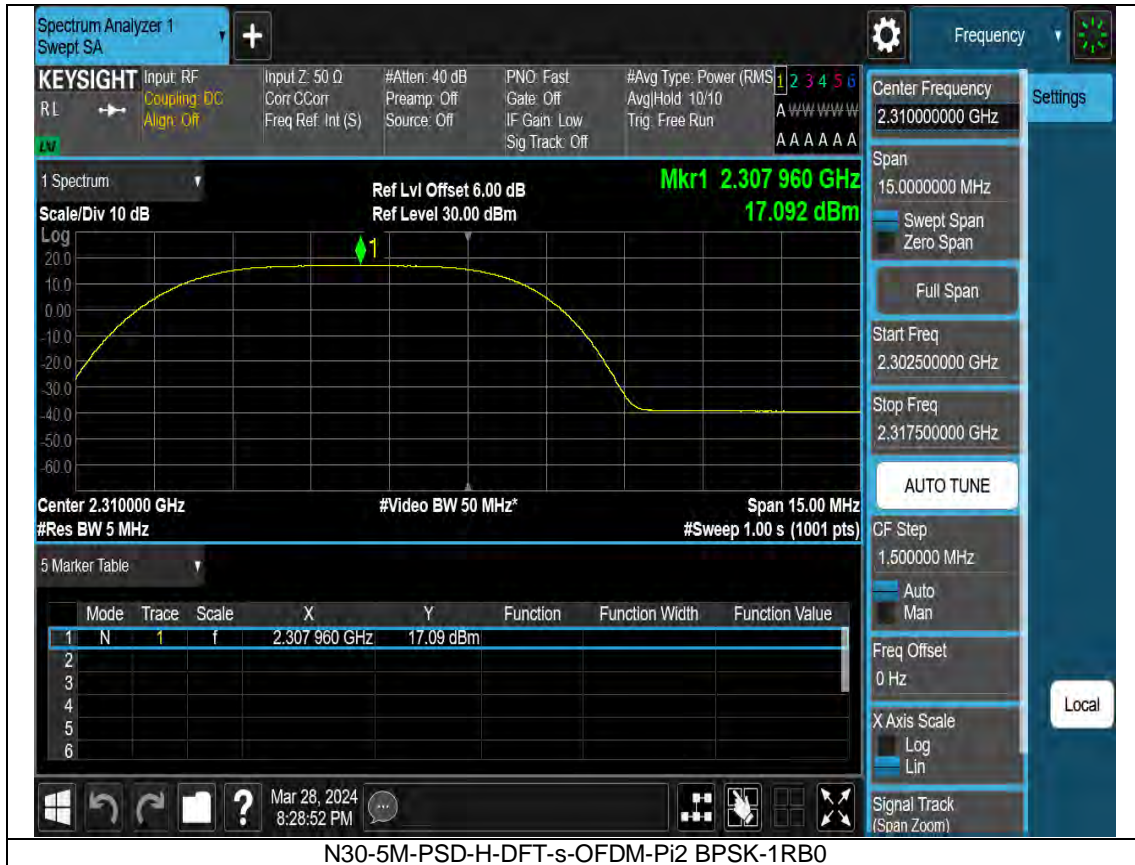 Spectrum Analyzer 1
Swept SA
+
Frequency
KEYSIGHT
RL
Input: RF
Coupling: DC
Align: Off
Input Z: 50 Ω
Corr CCorr
Freq Ref: Int (S)
#Atten: 40 dB
Preamp: Off
Source: Off
PNO: Fast
Gate: Off
IF Gain: Low
Sig Track: Off
#Avg Type: Power (RMS
Avg|Hold: 10/10
Trig: Free Run
1 2 3 4 5 6
A W W W W W
A A A A A A
1 Spectrum
Scale/Div 10 dB
Log
Ref Lvl Offset 6.00 dB
Ref Level 30.00 dBm
Mkr1 2.307 960 GHz
17.092 dBm
1
20.0
10.0
0.00
-10.0
-20.0
-30.0
-40.0
-50.0
-60.0
Center 2.310000 GHz
#Video BW 50 MHz*
Span 15.00 MHz
#Res BW 5 MHz
#Sweep 1.00 s (1001 pts)
5 Marker Table
Mode Trace Scale X Y Function Function Width Function Value
1 N 1 f 2.307 960 GHz 17.09 dBm
2
3
4
5
6
Mar 28, 2024
8:28:52 PM
?
Center Frequency
2.310000000 GHz
Settings
Span
15.0000000 MHz
Swept Span
Zero Span
Full Span
Start Freq
2.302500000 GHz
Stop Freq
2.317500000 GHz
AUTO TUNE
CF Step
1.500000 MHz
Auto
Man
Freq Offset
0 Hz
X Axis Scale
Log
Lin
Local
Signal Track
(Span Zoom)
N30-5M-PSD-H-DFT-s-OFDM-Pi2 BPSK-1RB0